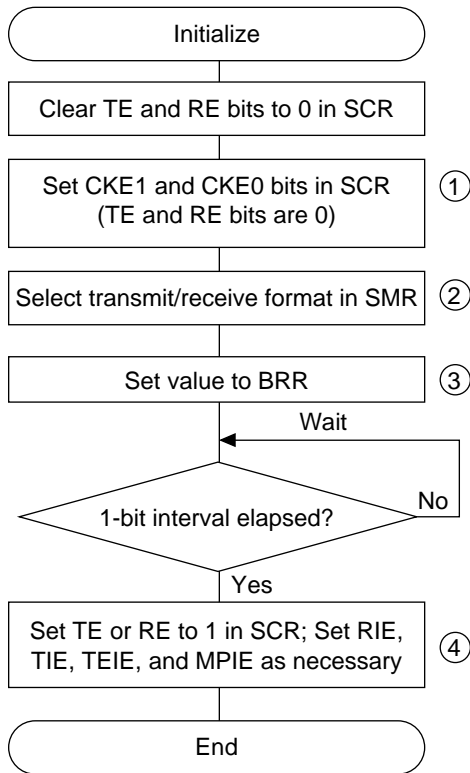 Initialize
Clear TE and RE bits to 0 in SCR
Set CKE1 and CKE0 bits in SCR
(TE and RE bits are 0)
1
Select transmit/receive format in SMR
2
Set value to BRR
3
Wait
1-bit interval elapsed?
No
Yes
Set TE or RE to 1 in SCR; Set RIE,
TIE, TEIE, and MPIE as necessary
4
End